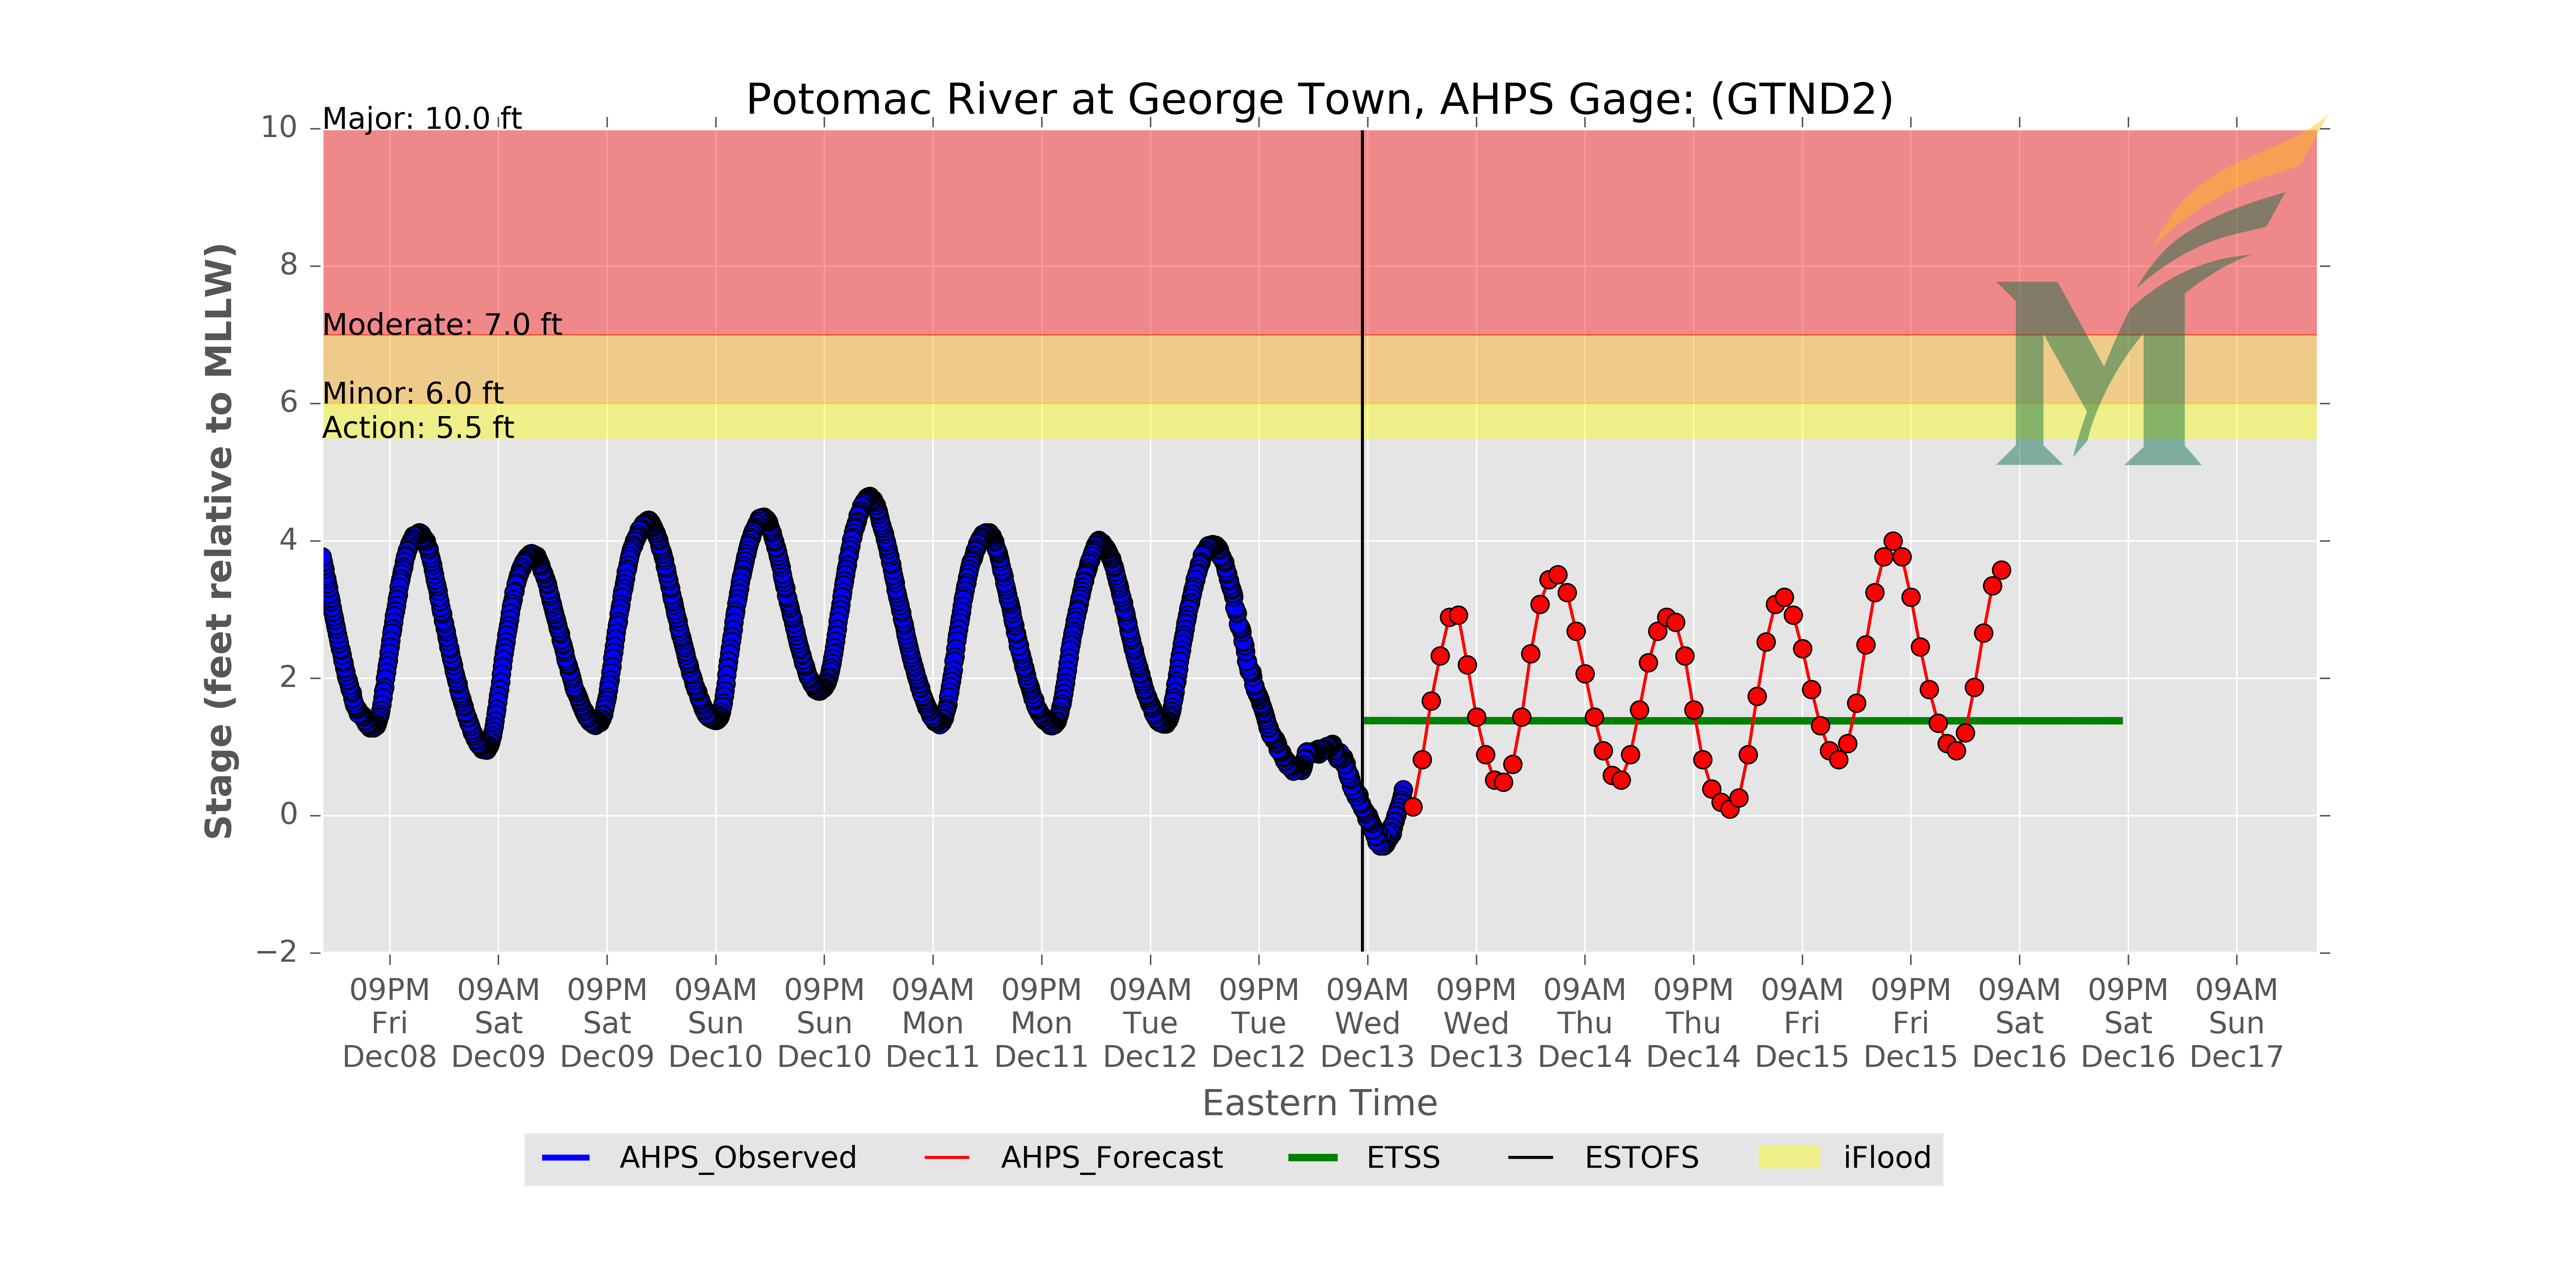 Potomac River at George Town, AHPS Gage: (GTND2)
Major: 10.0 ft
Moderate: 7.0 ft
Minor: 6.0 ft
Action: 5.5 ft
10
8
6
4
2
0
−2
Stage (feet relative to MLLW)
09PM 09AM 09PM 09AM 09PM 09AM 09PM 09AM 09PM 09AM 09PM 09AM 09PM 09AM 09PM 09AM 09PM 09AM
Fri Sat Sat Sun Sun Mon Mon Tue Tue Wed Wed Thu Thu Fri Fri Sat Sat Sun
Dec08 Dec09 Dec09 Dec10 Dec10 Dec11 Dec11 Dec12 Dec12 Dec13 Dec13 Dec14 Dec14 Dec15 Dec15 Dec16 Dec16 Dec17
Eastern Time
AHPS_Observed AHPS_Forecast ETSS ESTOFS iFlood
M